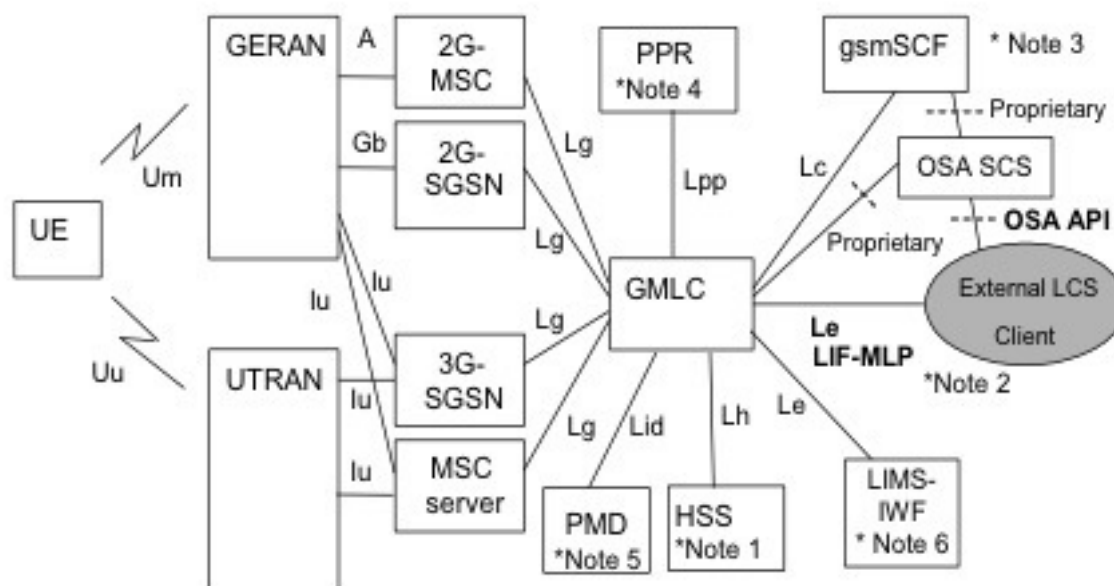 GERAN
A
2G-
MSC
PPR
*Note 4
gsmSCF
* Note 3
Proprietary
Um
Gb
2G-
SGSN
Lg
Lpp
Lc
OSA SCS
OSA API
UE
Lg
Proprietary
Iu
Iu
GMLC
External LCS
Client
Uu
UTRAN
Iu
3G-
SGSN
Lg
Le
LIF-MLP
*Note 2
Iu
MSC
server
Lg
Lid
Lh
Le
PMD
*Note 5
HSS
*Note 1
LIMS-
IWF
* Note 6